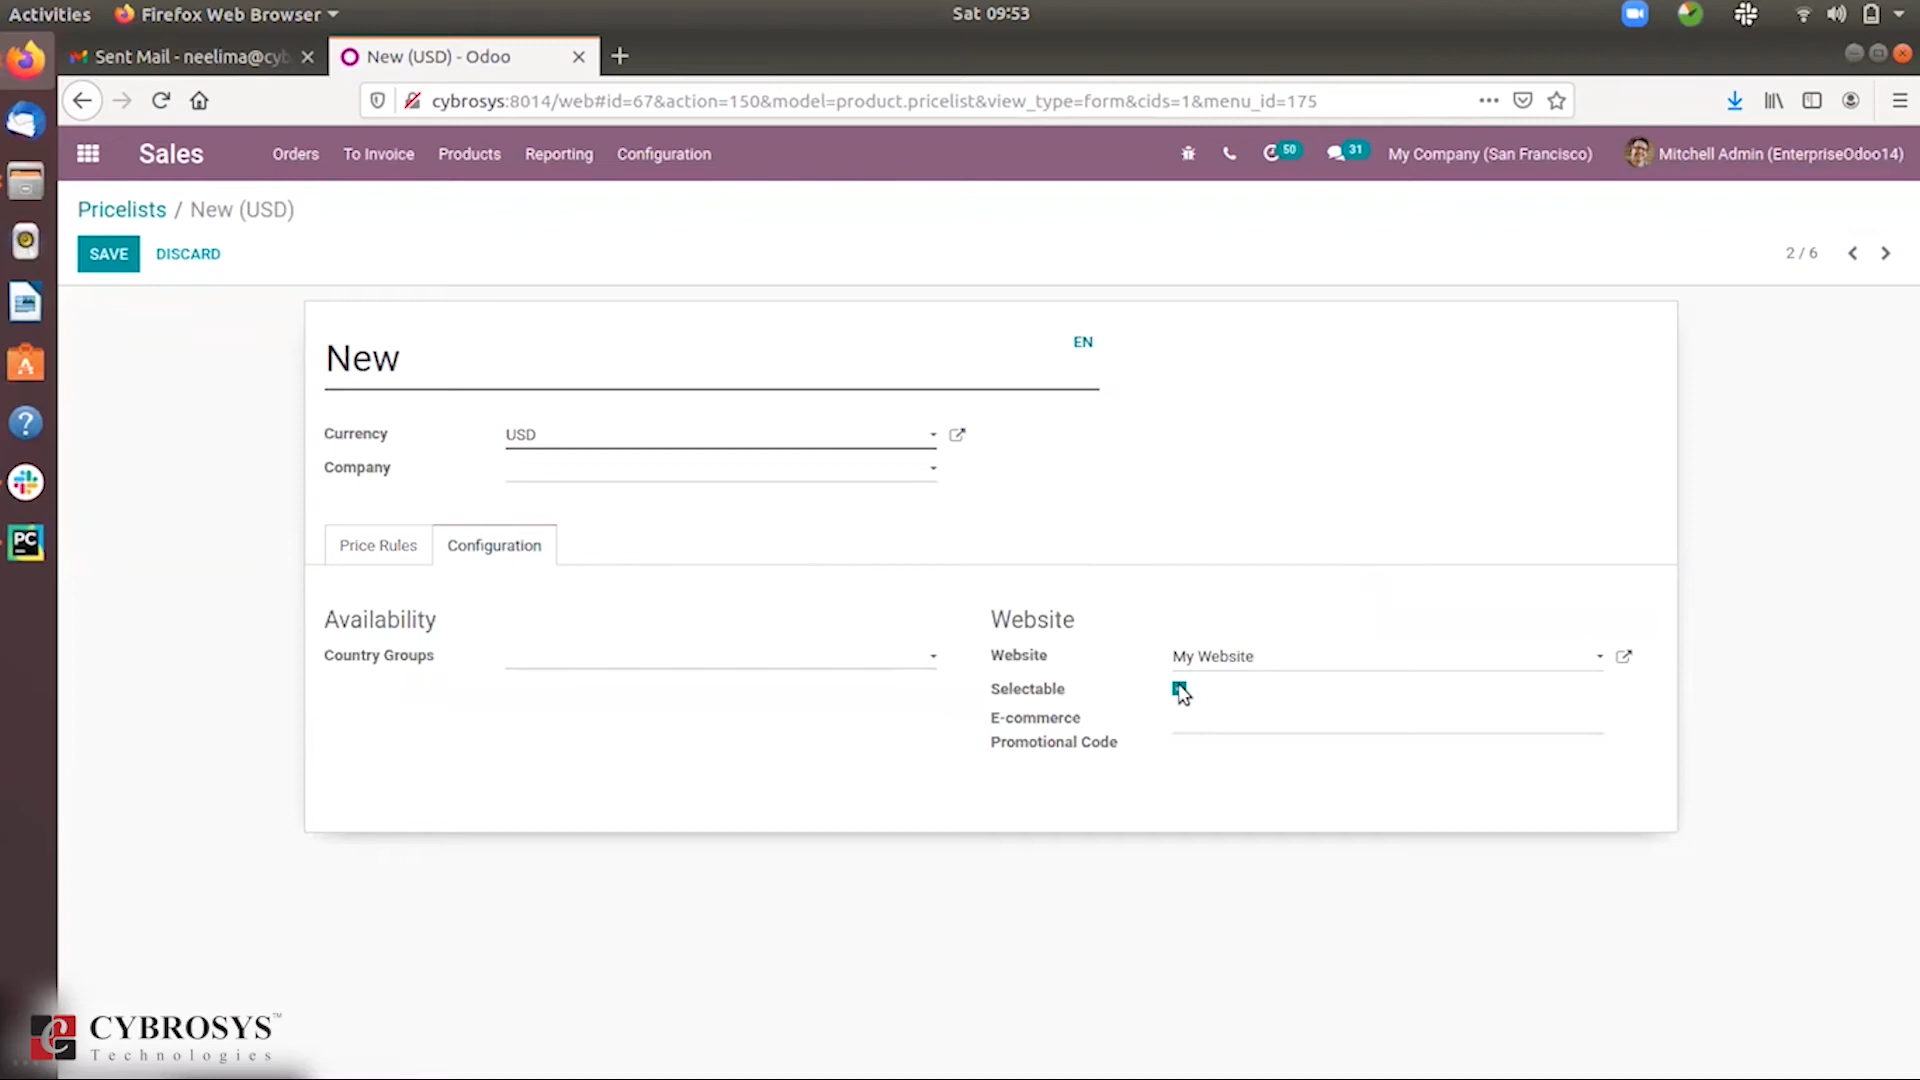 Activities Firefox Web Browser Sat 09:53
Sent Mail - neelima@cyb New (USD) - Odoo
cybrosys:8014/web#id=67&action=150&model=product.pricelist&view_type=form&cids=1&menu_id=175
Sales Orders To Invoice Products Reporting Configuration 50 31 My Company (San Francisco) Mitchell Admin (EnterpriseOdoo14)
Pricelists / New (USD)
SAVE DISCARD 2 / 6
New EN
Currency USD
Company
Price Rules Configuration
Availability Website
Country Groups Website My Website
Selectable
E-commerce
Promotional Code
PC
CYBROSYS™
Technologies